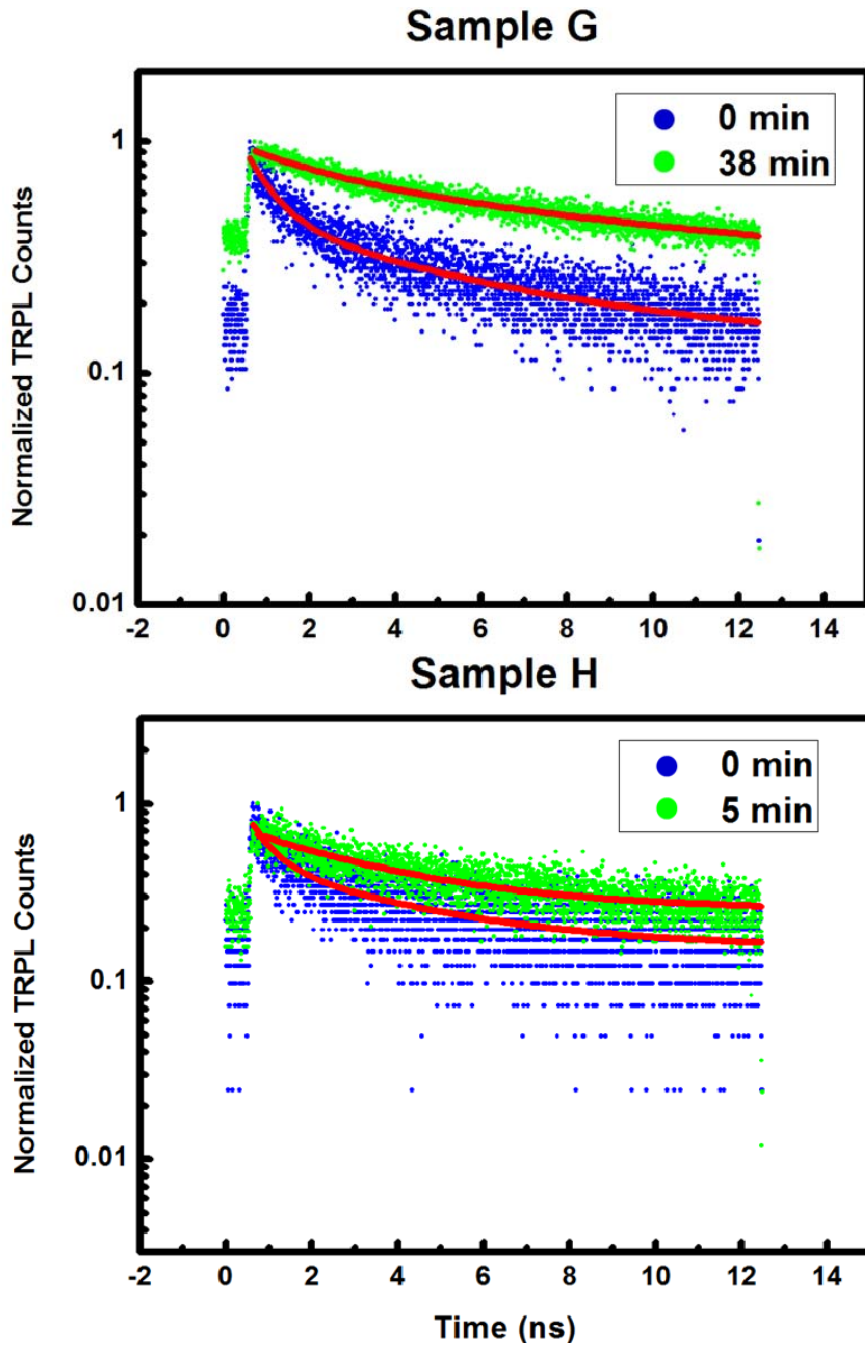 Sample G
Normalized TRPL Counts
1
0.1
0.01
0 min
38 min
-2 0 2 4 6 8 10 12 14
Sample H
Normalized TRPL Counts
1
0.1
0.01
0 min
5 min
-2 0 2 4 6 8 10 12 14
Time (ns)